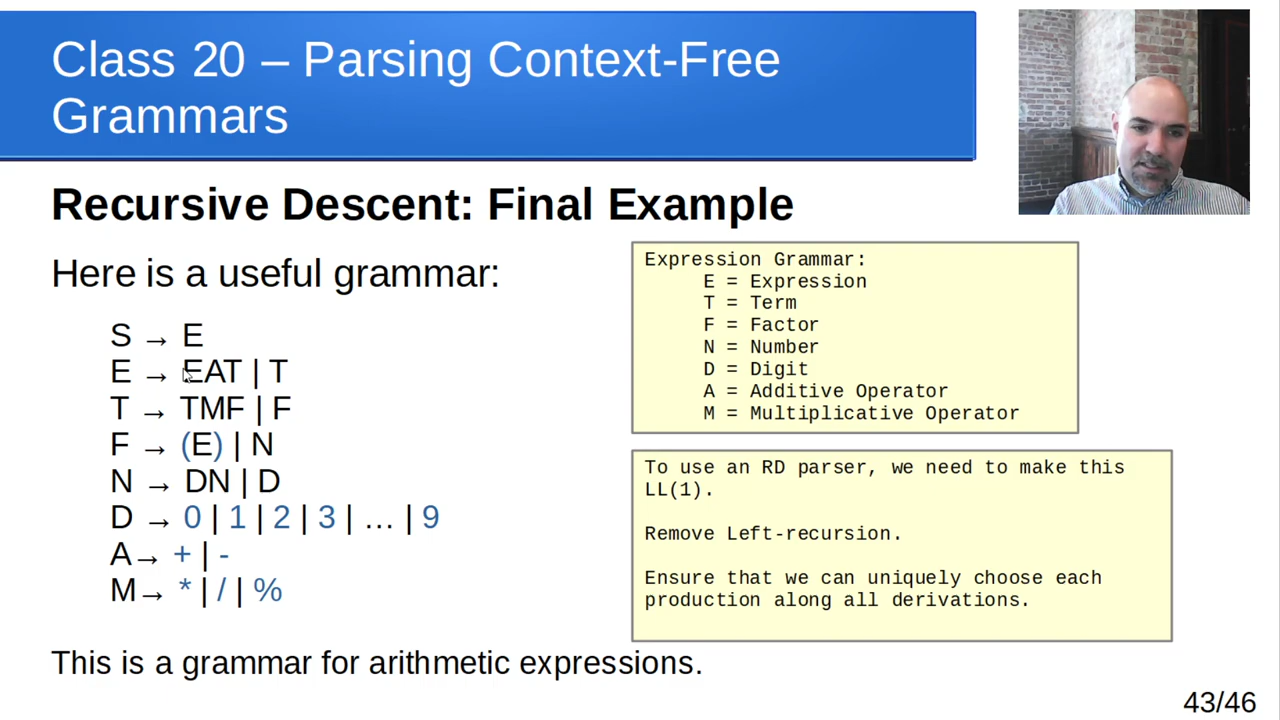 Class 20 – Parsing Context-Free
Grammars
Recursive Descent: Final Example
Here is a useful grammar:
S → E
E → EAT | T
T → TMF | F
F → (E) | N
N → DN | D
D → 0 | 1 | 2 | 3 | … | 9
A→ + | -
M→ * | / | %
This is a grammar for arithmetic expressions.
Expression Grammar:
E = Expression
T = Term
F = Factor
N = Number
D = Digit
A = Additive Operator
M = Multiplicative Operator
To use an RD parser, we need to make this
LL(1).
Remove Left-recursion.
Ensure that we can uniquely choose each
production along all derivations.
43/46